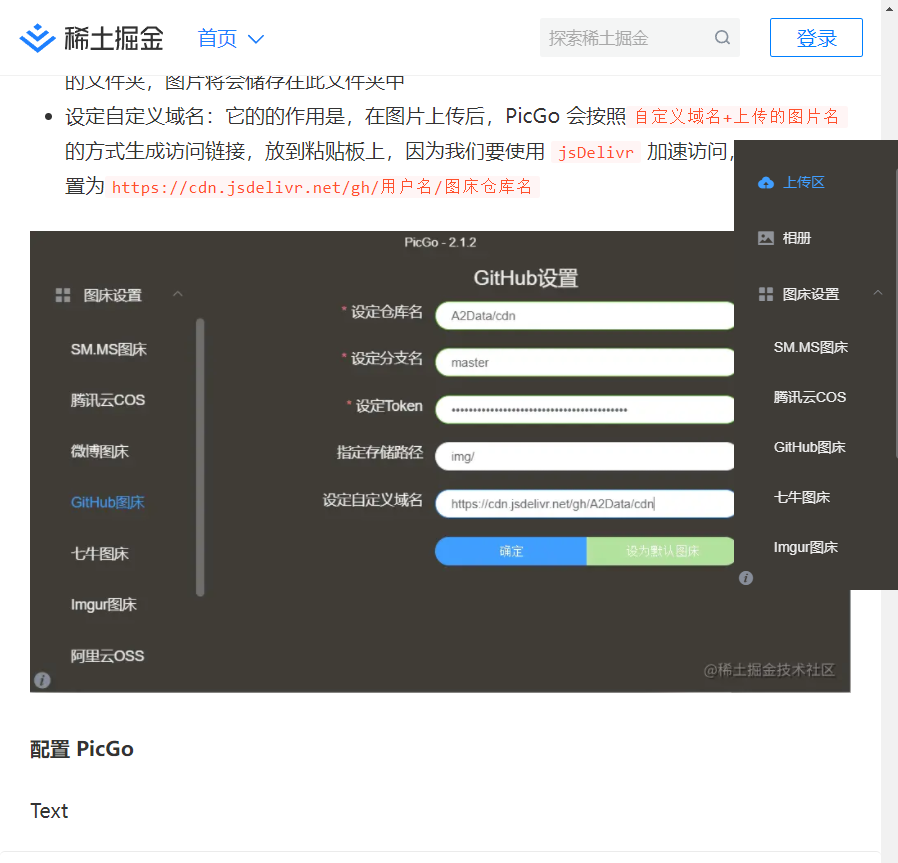 稀土掘金
首页
探索稀土掘金
登录
的文件夹，图片将会储存在此文件夹中
设定自定义域名：它的的作用是，在图片上传后，PicGo 会按照 自定义域名+上传的图片名
的方式生成访问链接，放到粘贴板上，因为我们要使用 jsDelivr 加速访问，
置为 https://cdn.jsdelivr.net/gh/用户名/图床仓库名
PicGo - 2.1.2
图床设置
SM.MS图床
腾讯云COS
微博图床
GitHub图床
七牛图床
Imgur图床
阿里云OSS
GitHub设置
* 设定仓库名
A2Data/cdn
* 设定分支名
master
* 设定Token
指定存储路径
img/
设定自定义域名
https://cdn.jsdelivr.net/gh/A2Data/cdn
确定
设为默认图床
@稀土掘金技术社区
上传区
相册
图床设置
SM.MS图床
腾讯云COS
GitHub图床
七牛图床
Imgur图床
配置 PicGo
Text